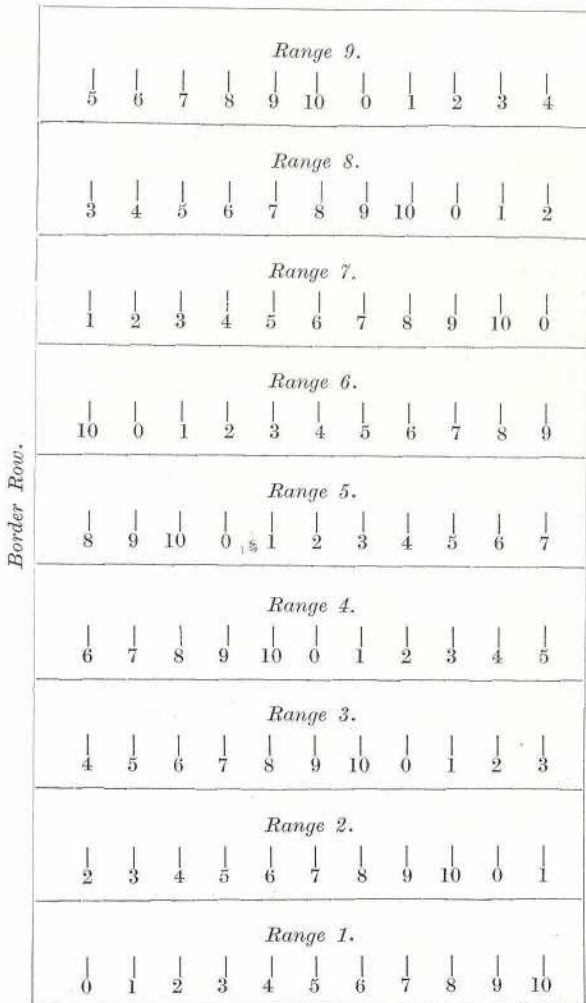 Range 9.
5 6 7 8 9 10 0 1 2 3 4
Range 8.
3 4 5 6 7 8 9 10 0 1 2
Range 7.
1 2 3 4 5 6 7 8 9 10 0
Range 6.
10 0 1 2 3 4 5 6 7 8 9
Range 5.
8 9 10 0 1 2 3 4 5 6 7
Range 4.
6 7 8 9 10 0 1 2 3 4 5
Range 3.
4 5 6 7 8 9 10 0 1 2 3
Range 2.
2 3 4 5 6 7 8 9 10 0 1
Range 1.
0 1 2 3 4 5 6 7 8 9 10
Border Row.